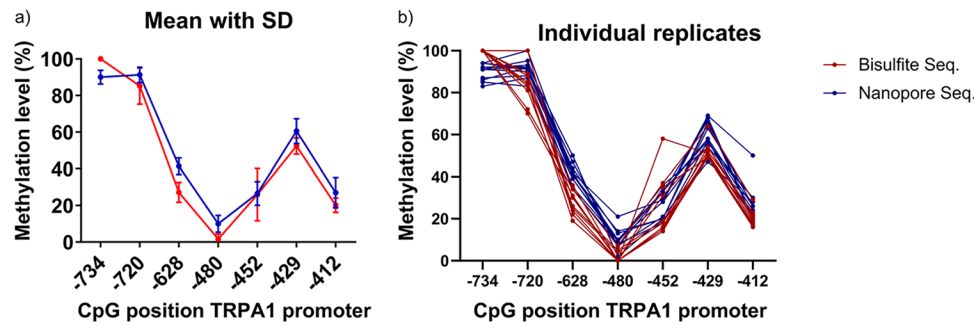 a)
Mean with SD
Methylation level (%)
100
80
60
40
20
0
-734
-720
-628
-480
-452
-429
-412
CpG position TRPA1 promoter
b)
Individual replicates
Methylation level (%)
100
80
60
40
20
0
-734
-720
-628
-480
-452
-429
-412
CpG position TRPA1 promoter
Bisulfite Seq.
Nanopore Seq.